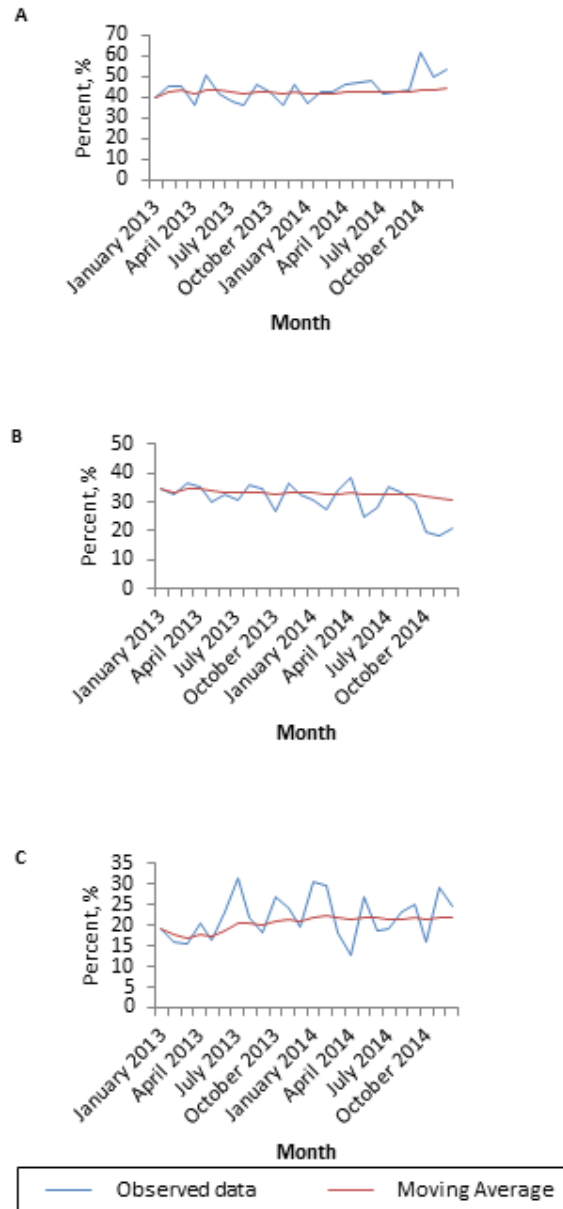 A
Percent, %
70
60
50
40
30
20
10
0
January 2013
April 2013
July 2013
October 2013
January 2014
April 2014
July 2014
October 2014
Month
B
Percent, %
50
40
30
20
10
0
January 2013
April 2013
July 2013
October 2013
January 2014
April 2014
July 2014
October 2014
Month
C
Percent, %
35
30
25
20
15
10
5
0
January 2013
April 2013
July 2013
October 2013
January 2014
April 2014
July 2014
October 2014
Month
Observed data Moving Average